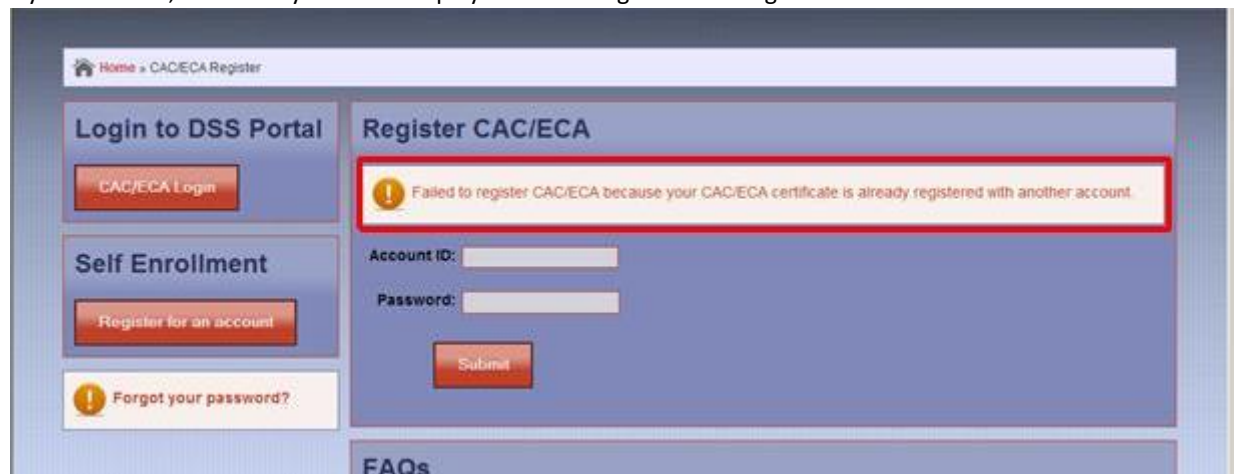 Home » CAC/ECA Register
Login to DSS Portal
CAC/ECA Login
Self Enrollment
Register for an account
Forgot your password?
Register CAC/ECA
Failed to register CAC/ECA because your CAC/ECA certificate is already registered with another account.
Account ID:
Password:
Submit
FAQs